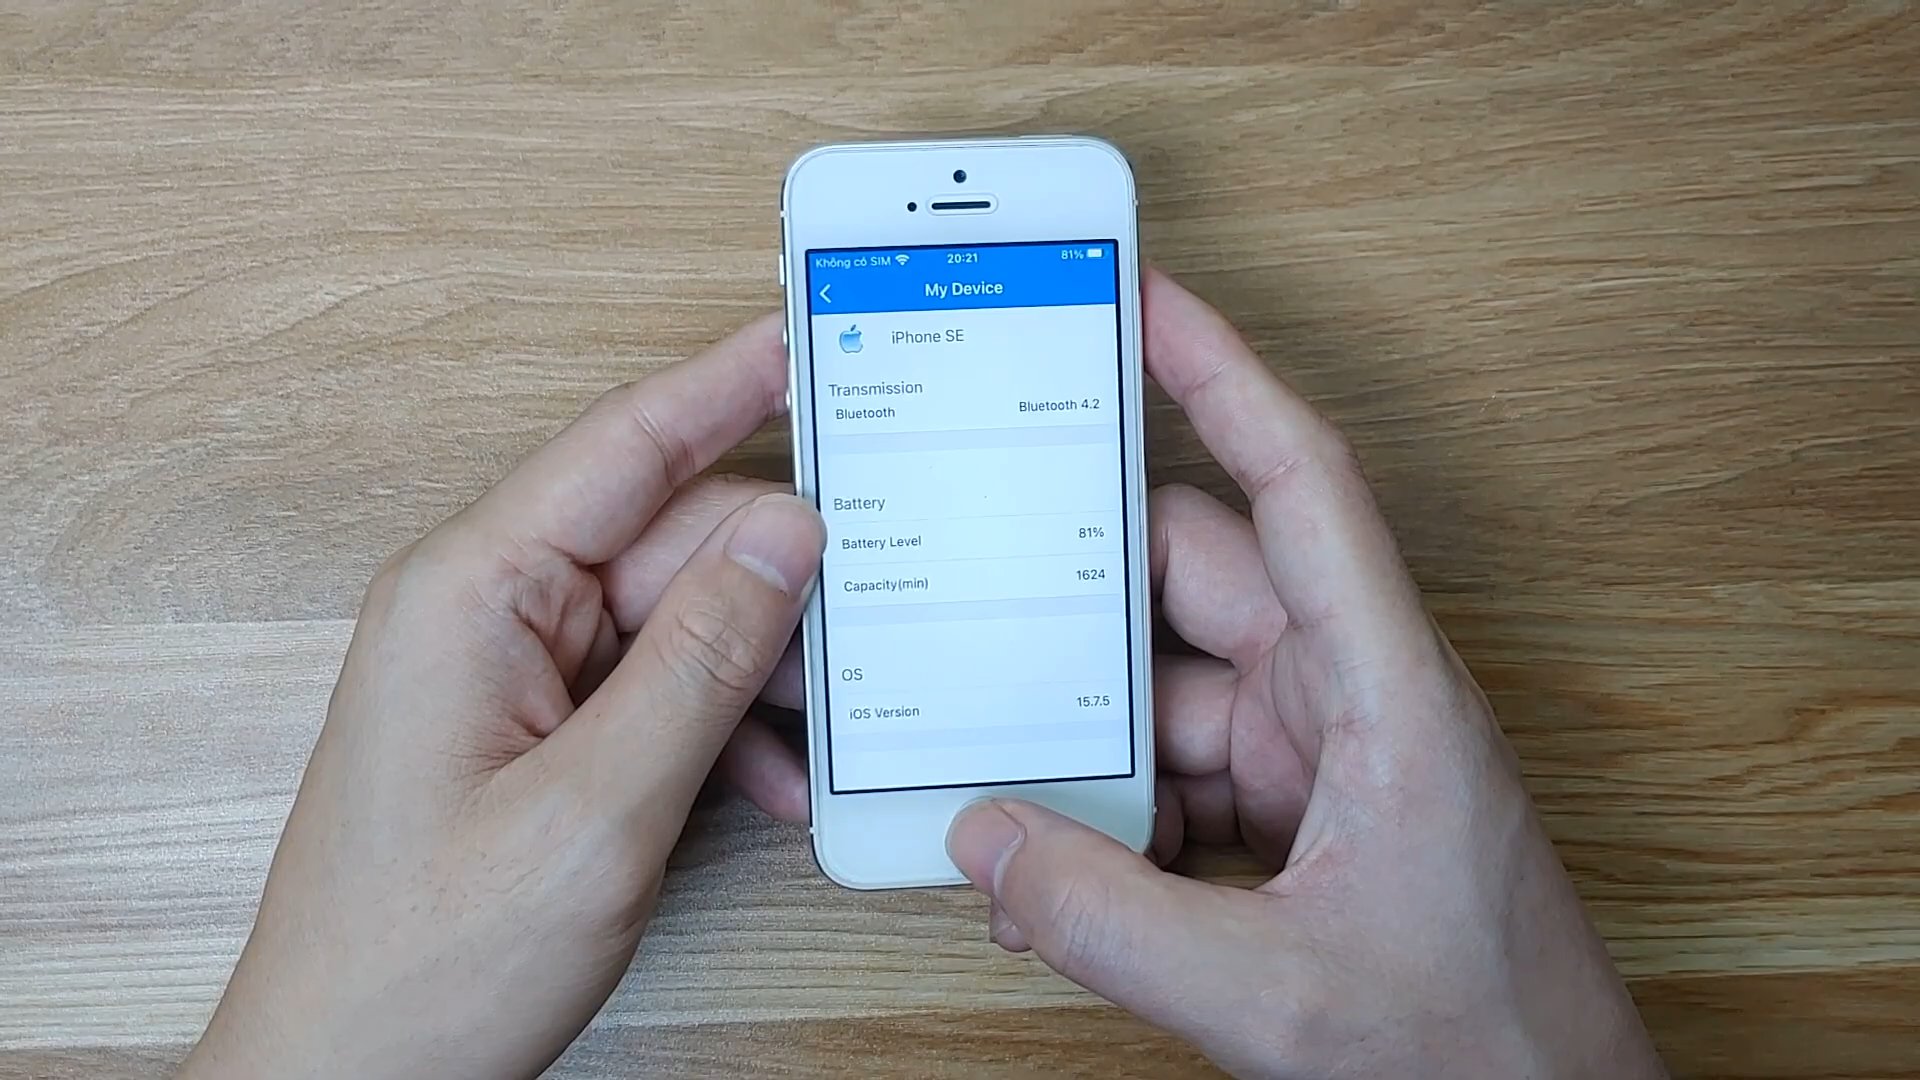 Không có SIM 20:21 81%
My Device
iPhone SE
Transmission
Bluetooth Bluetooth 4.2
Battery
Battery Level 81%
Capacity(min) 1624
OS
iOS Version 15.7.5